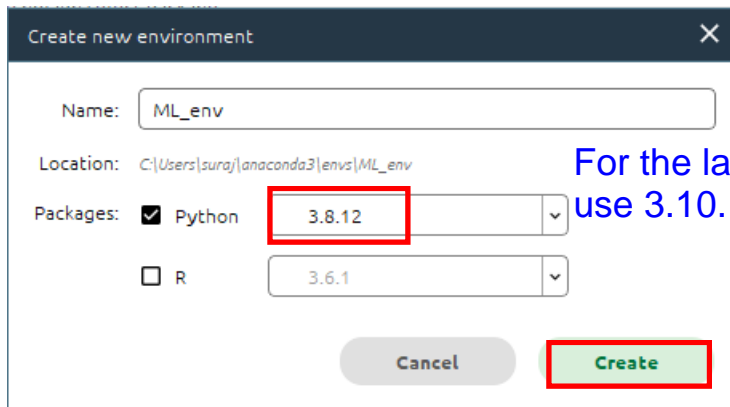 Create new environment
Name: ML_env
Location: C:\Users\suraj\anaconda3\envs\ML_env
For the la
Packages: Python 3.8.12
use 3.10.
R 3.6.1
Cancel Create